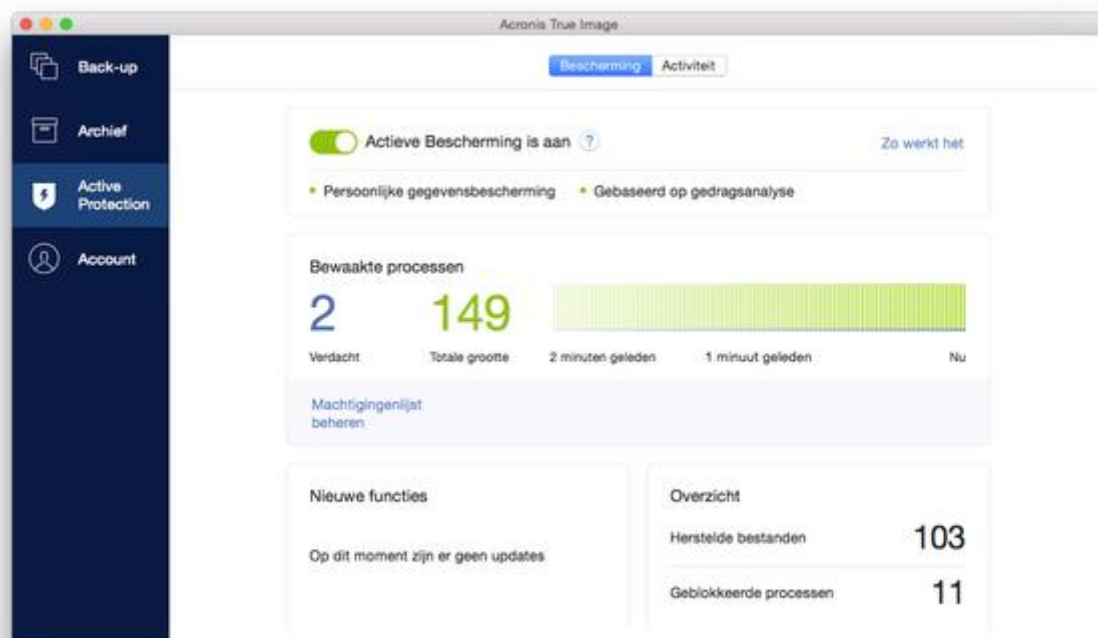 Acronis True Image
Back-up
Archief
Active
Protection
Account
Bescherming Activiteit
Actieve Bescherming is aan ?
Zo werkt het
• Persoonlijke gegevensbescherming • Gebaseerd op gedragsanalyse
Bewaakte processen
2 149
Verdacht Totale grootte 2 minuten geleden 1 minuut geleden Nu
Machtigingenlijst
beheren
Nieuwe functies
Op dit moment zijn er geen updates
Overzicht
Herstelde bestanden 103
Geblokkeerde processen 11